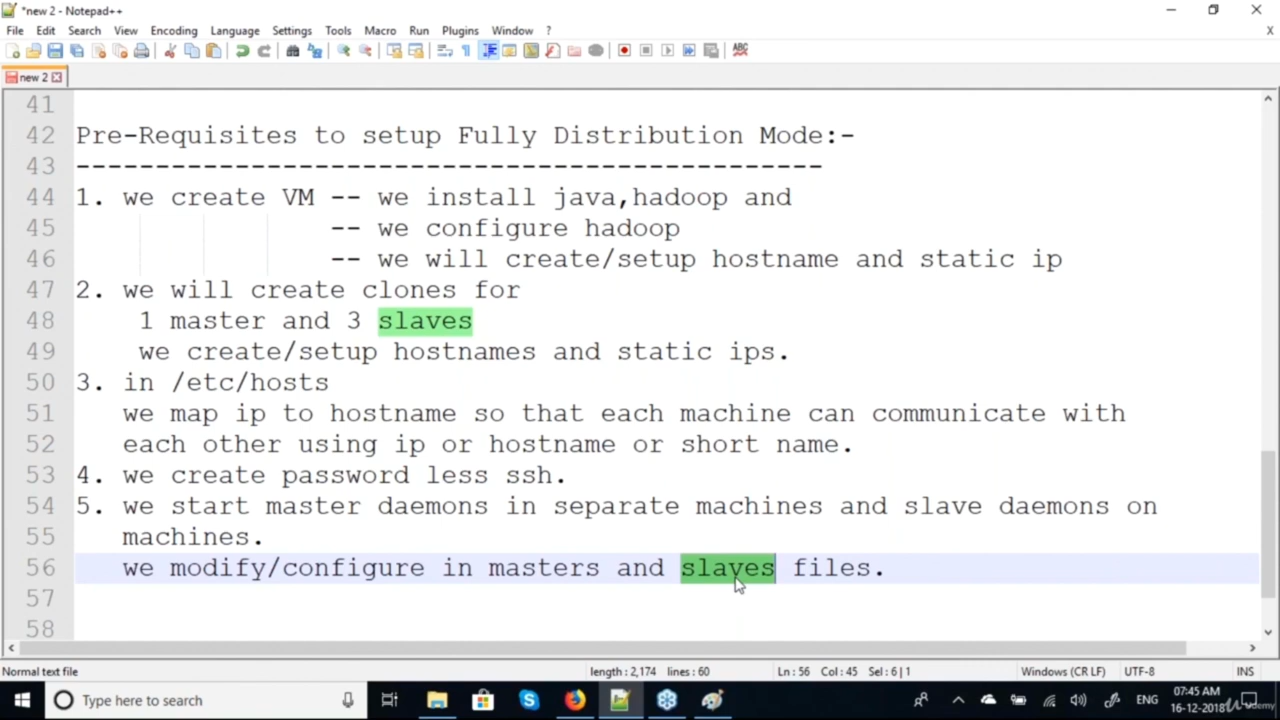 *new 2 - Notepad++
File Edit Search View Encoding Language Settings Tools Macro Run Plugins Window ?
X
ABC
new 2
41
42 Pre-Requisites to setup Fully Distribution Mode:-
43 -----------------------------------------------
44 1. we create VM -- we install java,hadoop and
45 -- we configure hadoop
46 -- we will create/setup hostname and static ip
47 2. we will create clones for
48 1 master and 3 slaves
49 we create/setup hostnames and static ips.
50 3. in /etc/hosts
51 we map ip to hostname so that each machine can communicate with
52 each other using ip or hostname or short name.
53 4. we create password less ssh.
54 5. we start master daemons in separate machines and slave daemons on
55 machines.
56 we modify/configure in masters and slaves files.
57
58
Normal text file length : 2,174 lines : 60 Ln : 56 Col : 45 Sel : 6 | 1 Windows (CR LF) UTF-8 INS
Type here to search ENG 07:45 AM
16-12-2018
Udemy